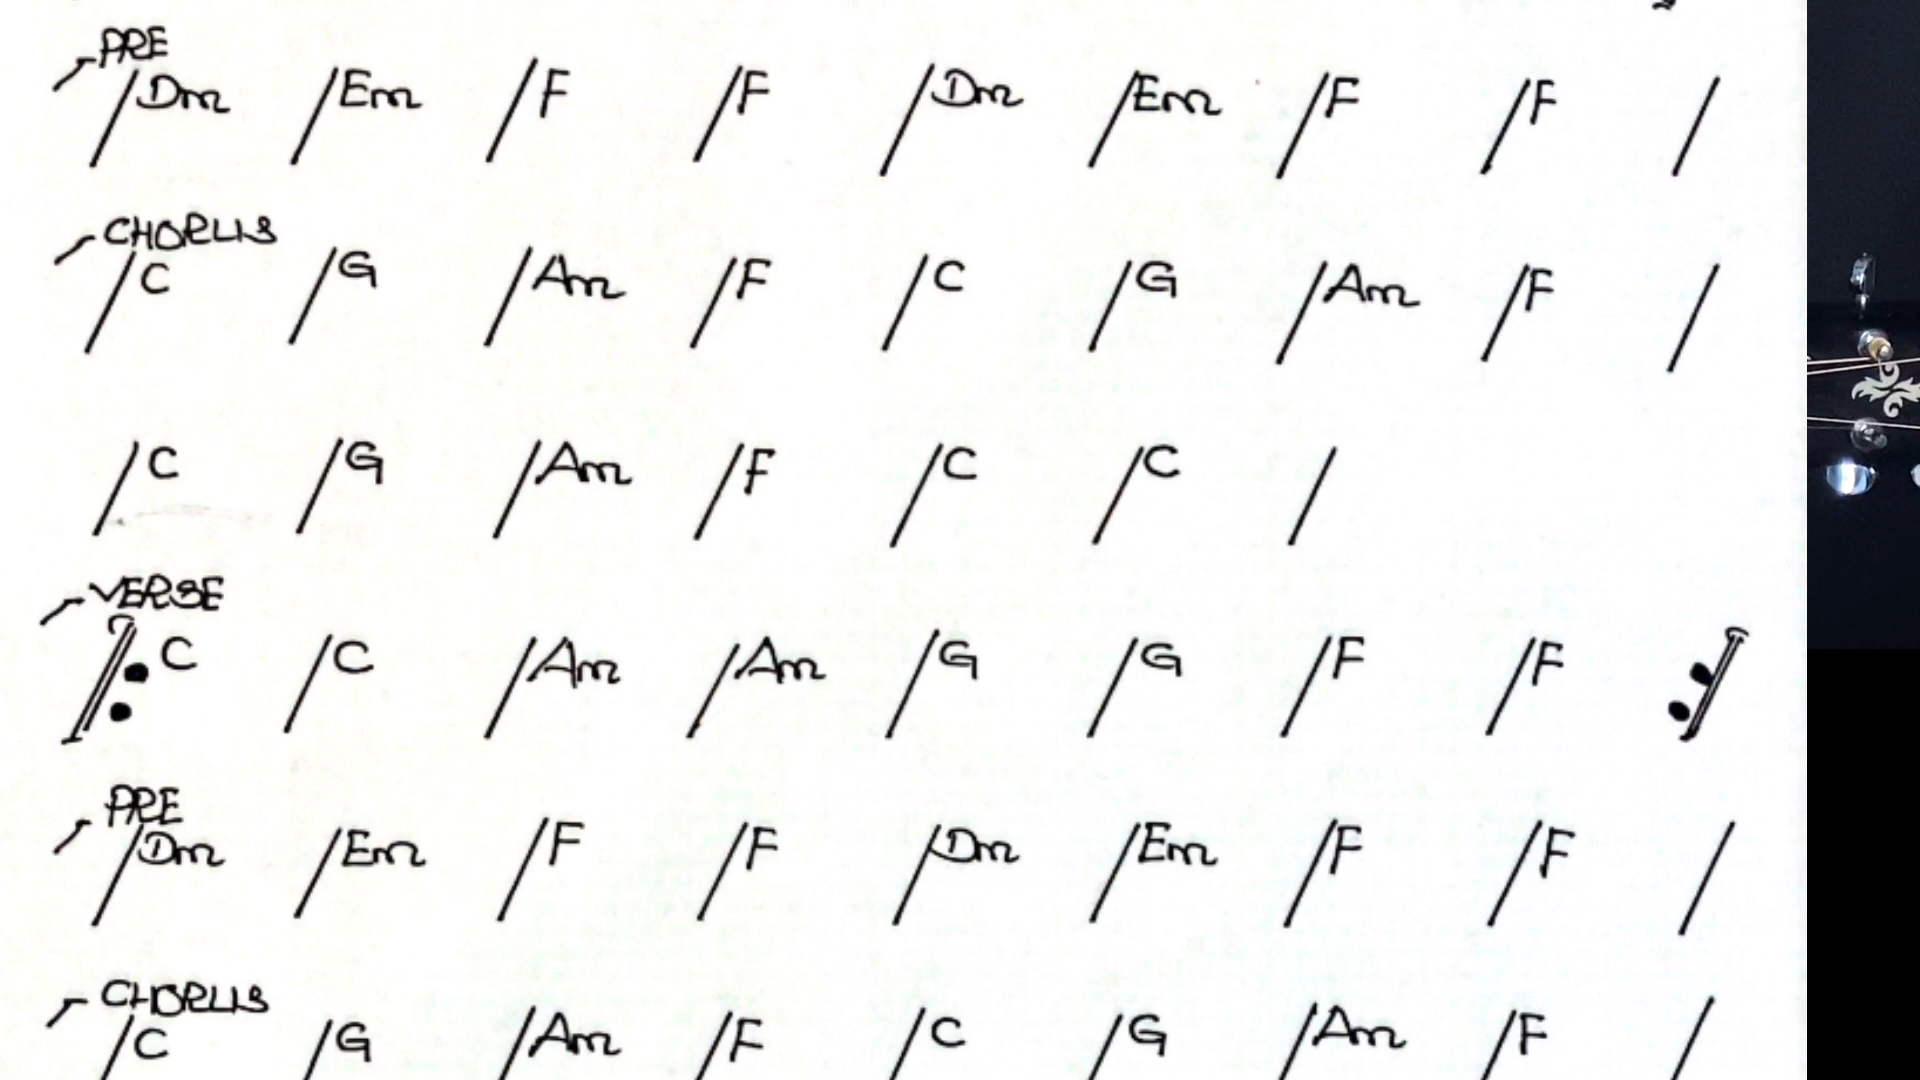 PRE
/Dm /Em /F /F /Dm /Em /F /F /
CHORUS
/C /G /Am /F /C /G /Am /F /
/C /G /Am /F /C /C /
VERSE
||: C /C /Am /Am /G /G /F /F :||
PRE
/Dm /Em /F /F /Dm /Em /F /F /
CHORUS
/C /G /Am /F /C /G /Am /F /